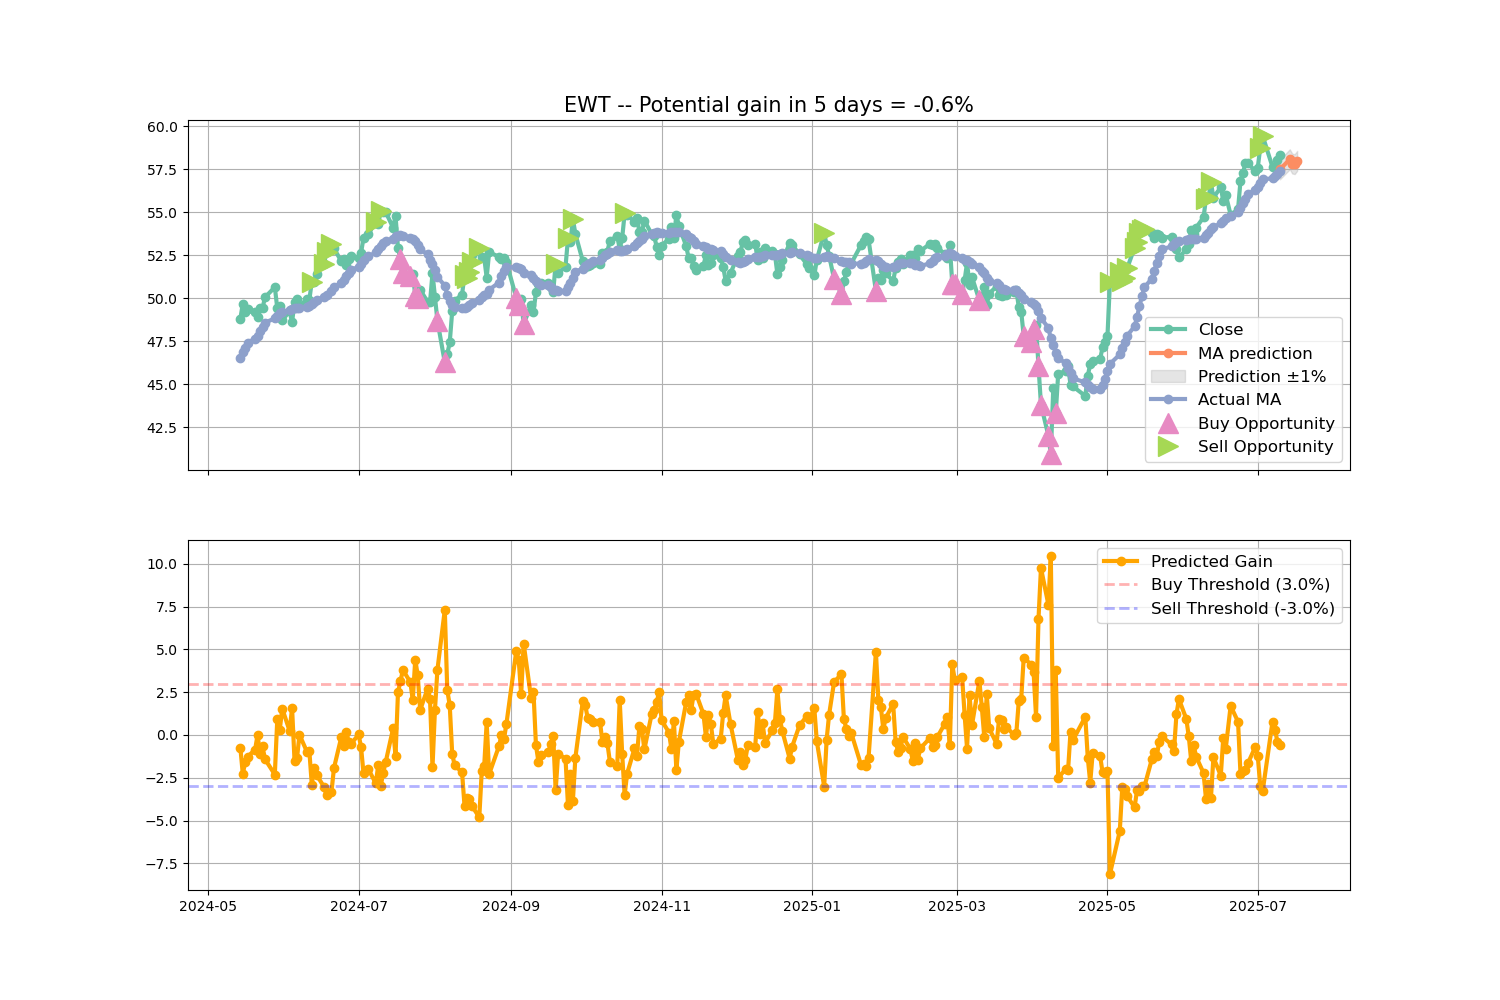 EWT -- Potential gain in 5 days = -0.6%
60.0
57.5
55.0
52.5
50.0
47.5
45.0
42.5
Close
MA prediction
Prediction ±1%
Actual MA
Buy Opportunity
Sell Opportunity
10.0
7.5
5.0
2.5
0.0
−2.5
−5.0
−7.5
Predicted Gain
Buy Threshold (3.0%)
Sell Threshold (-3.0%)
2024-05
2024-07
2024-09
2024-11
2025-01
2025-03
2025-05
2025-07